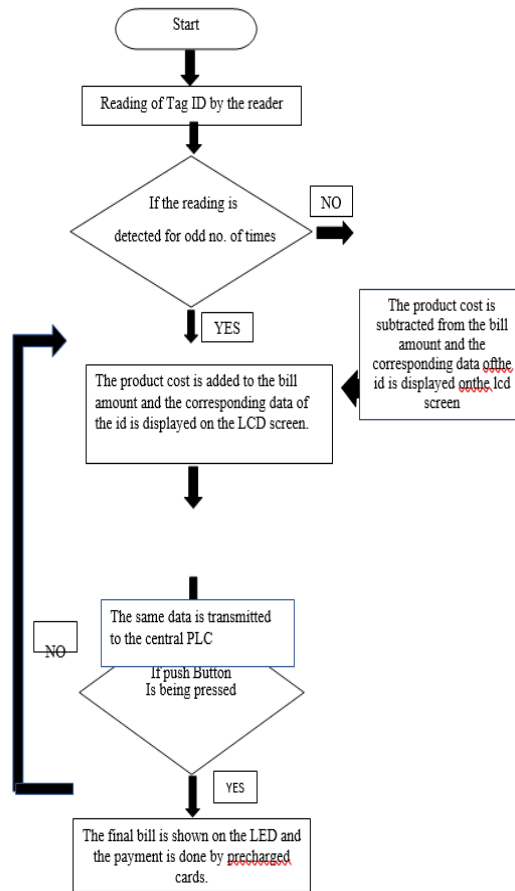 Start
Reading of Tag ID by the reader
If the reading is
detected for odd no. of times
NO
YES
The product cost is
subtracted from the bill
amount and the
corresponding data ofthe
id is displayed onthe lcd
screen
The product cost is added to the bill
amount and the corresponding data of
the id is displayed on the LCD screen.
The same data is transmitted
to the central PLC
NO
If push Button
Is being pressed
YES
The final bill is shown on the LED and
the payment is done by precharged
cards.